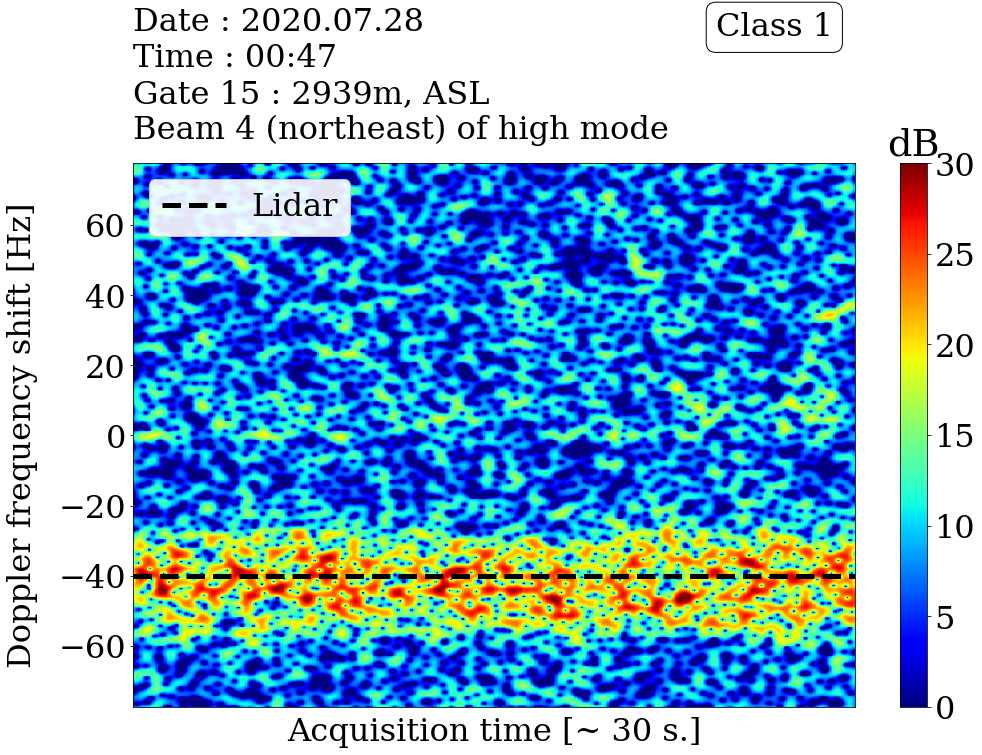 Date : 2020.07.28
Time : 00:47
Gate 15 : 2939m, ASL
Beam 4 (northeast) of high mode
Class 1
dB
30
25
20
15
10
5
0
Lidar
Doppler frequency shift [Hz]
60
40
20
0
−20
−40
−60
Acquisition time [~ 30 s.]